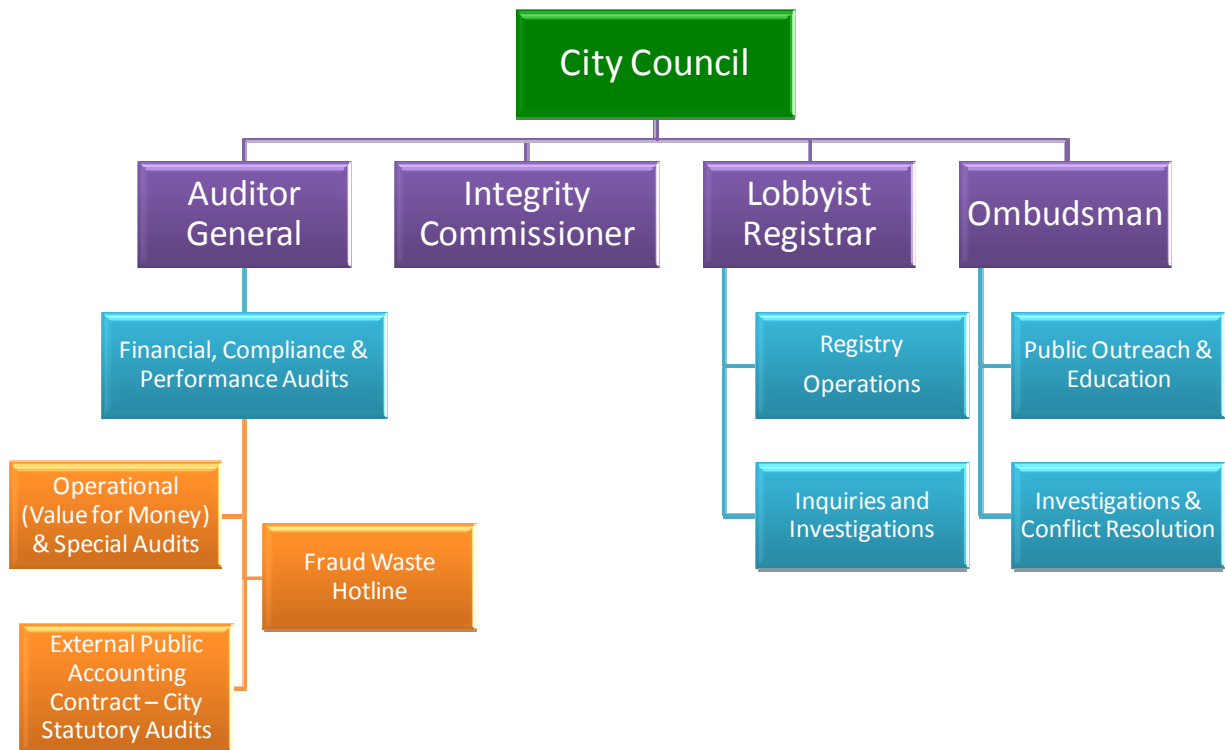 City Council
Auditor
General
Integrity
Commissioner
Lobbyist
Registrar
Ombudsman
Financial, Compliance &
Performance Audits
Registry
Operations
Public Outreach &
Education
Operational
(Value for Money)
& Special Audits
Inquiries and
Investigations
Investigations &
Conflict Resolution
Fraud Waste
Hotline
External Public
Accounting
Contract – City
Statutory Audits